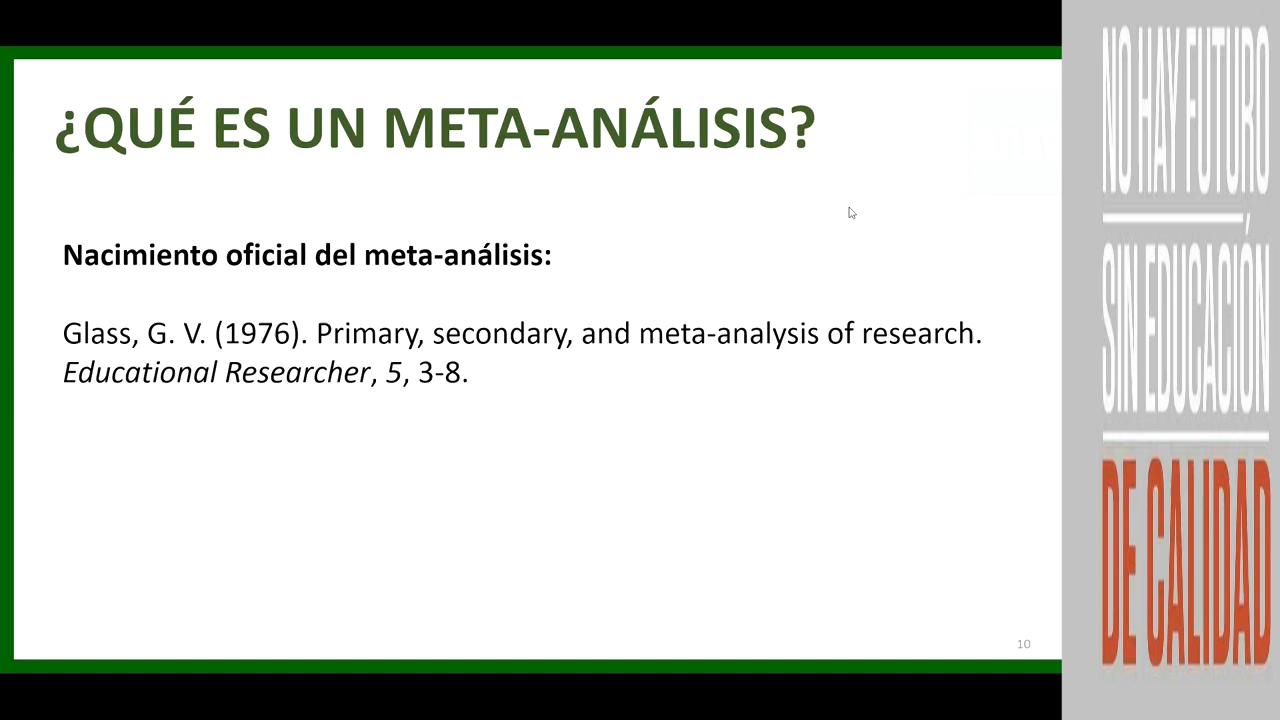 ¿QUÉ ES UN META-ANÁLISIS?
Nacimiento oficial del meta-análisis:
Glass, G. V. (1976). Primary, secondary, and meta-analysis of research.
Educational Researcher, 5, 3-8.
10
NO HAY FUTURO
SIN EDUCACIÓN
DE CALIDAD